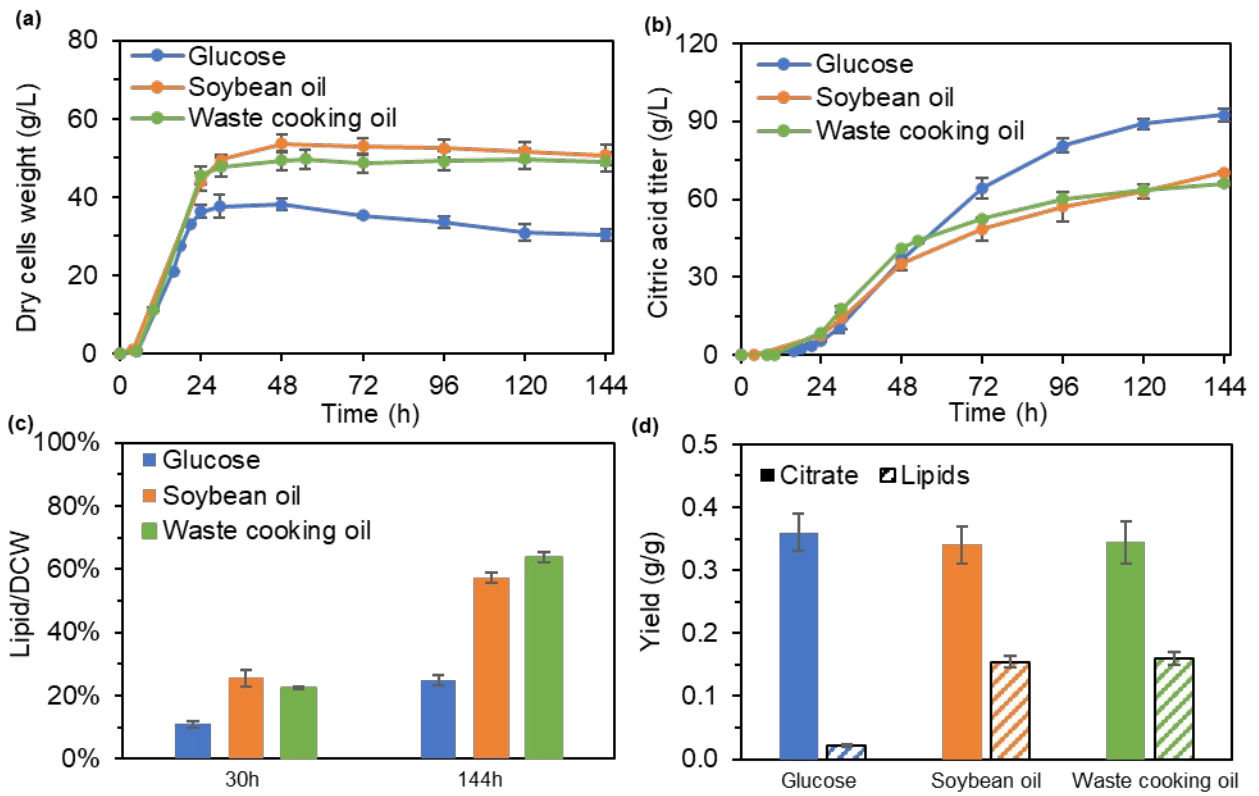 (a)
Dry cells weight (g/L)
80
60
40
20
0
Glucose
Soybean oil
Waste cooking oil
0 24 48 72 96 120 144
Time (h)
(b)
Citric acid titer (g/L)
120
90
60
30
0
Glucose
Soybean oil
Waste cooking oil
0 24 48 72 96 120 144
Time (h)
(c)
Lipid/DCW
100%
80%
60%
40%
20%
0%
Glucose
Soybean oil
Waste cooking oil
30h 144h
(d)
Yield (g/g)
0.5
0.4
0.3
0.2
0.1
0.0
Citrate Lipids
Glucose Soybean oil Waste cooking oil